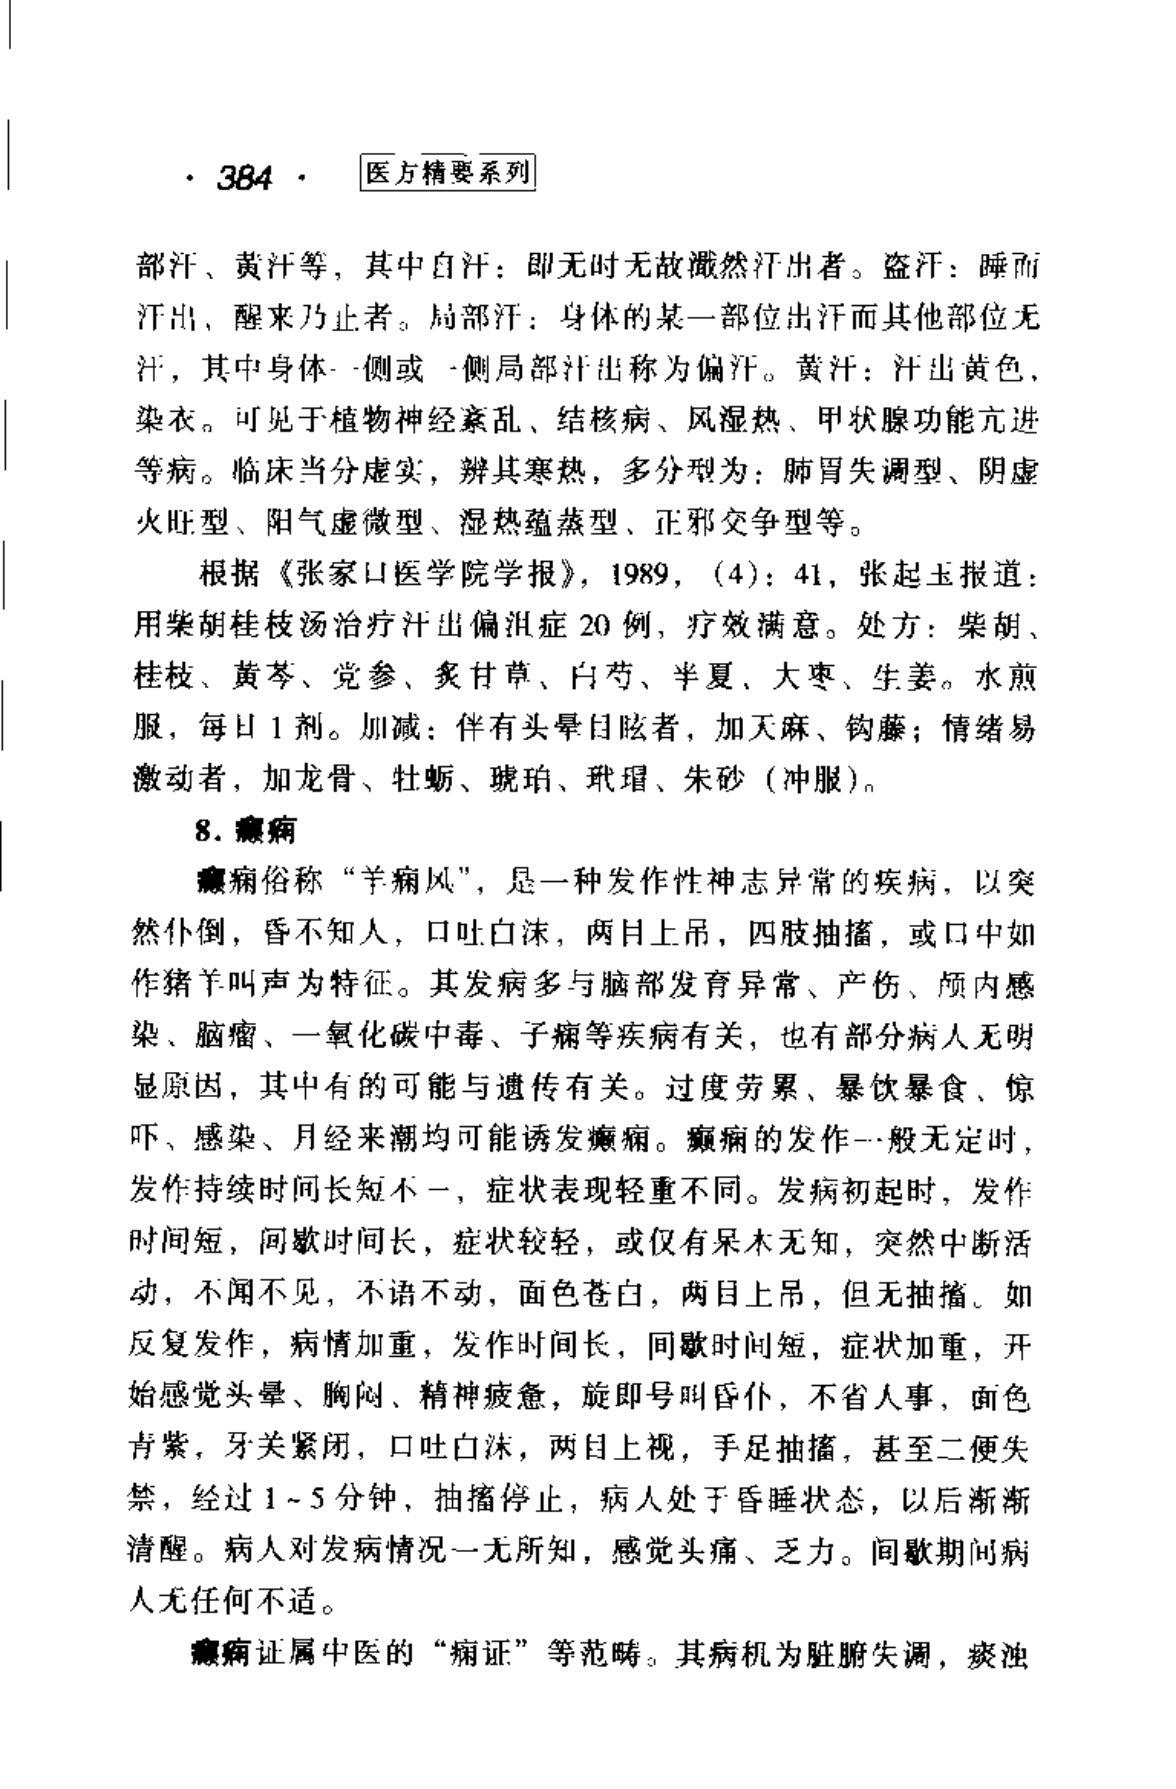 · 384 · 医方精要系列
部汗、黄汗等，其中自汗：即无时无故濈然汗出者。盗汗：睡而
汗出，醒来乃止者。局部汗：身体的某一部位出汗而其他部位无
汗，其中身体一侧或一侧局部汗出称为偏汗。黄汗：汗出黄色，
染衣。可见于植物神经紊乱、结核病、风湿热、甲状腺功能亢进
等病。临床当分虚实，辨其寒热，多分型为：肺胃失调型、阴虚
火旺型、阳气虚微型、湿热蕴蒸型、正邪交争型等。
根据《张家口医学院学报》，1989，（4）：41，张起玉报道：
用柴胡桂枝汤治疗汗出偏沮症 20 例，疗效满意。处方：柴胡、
桂枝、黄芩、党参、炙甘草、白芍、半夏、大枣、生姜。水煎
服，每日 1 剂。加减：伴有头晕目眩者，加天麻、钩藤；情绪易
激动者，加龙骨、牡蛎、琥珀、玳瑁、朱砂（冲服）。
8. 癫痫
癫痫俗称“羊痫风”，是一种发作性神志异常的疾病，以突
然仆倒，昏不知人，口吐白沫，两目上吊，四肢抽搐，或口中如
作猪羊叫声为特征。其发病多与脑部发育异常、产伤、颅内感
染、脑瘤、一氧化碳中毒、子痫等疾病有关，也有部分病人无明
显原因，其中有的可能与遗传有关。过度劳累、暴饮暴食、惊
吓、感染、月经来潮均可能诱发癫痫。癫痫的发作一般无定时，
发作持续时间长短不一，症状表现轻重不同。发病初起时，发作
时间短，间歇时间长，症状较轻，或仅有呆木无知，突然中断活
动，不闻不见，不语不动，面色苍白，两目上吊，但无抽搐。如
反复发作，病情加重，发作时间长，间歇时间短，症状加重，开
始感觉头晕、胸闷、精神疲惫，旋即号叫昏仆，不省人事，面色
青紫，牙关紧闭，口吐白沫，两目上视，手足抽搐，甚至二便失
禁，经过 1~5 分钟，抽搐停止，病人处于昏睡状态，以后渐渐
清醒。病人对发病情况一无所知，感觉头痛、乏力。间歇期间病
人无任何不适。
癫痫证属中医的“痫证”等范畴。其病机为脏腑失调，痰浊